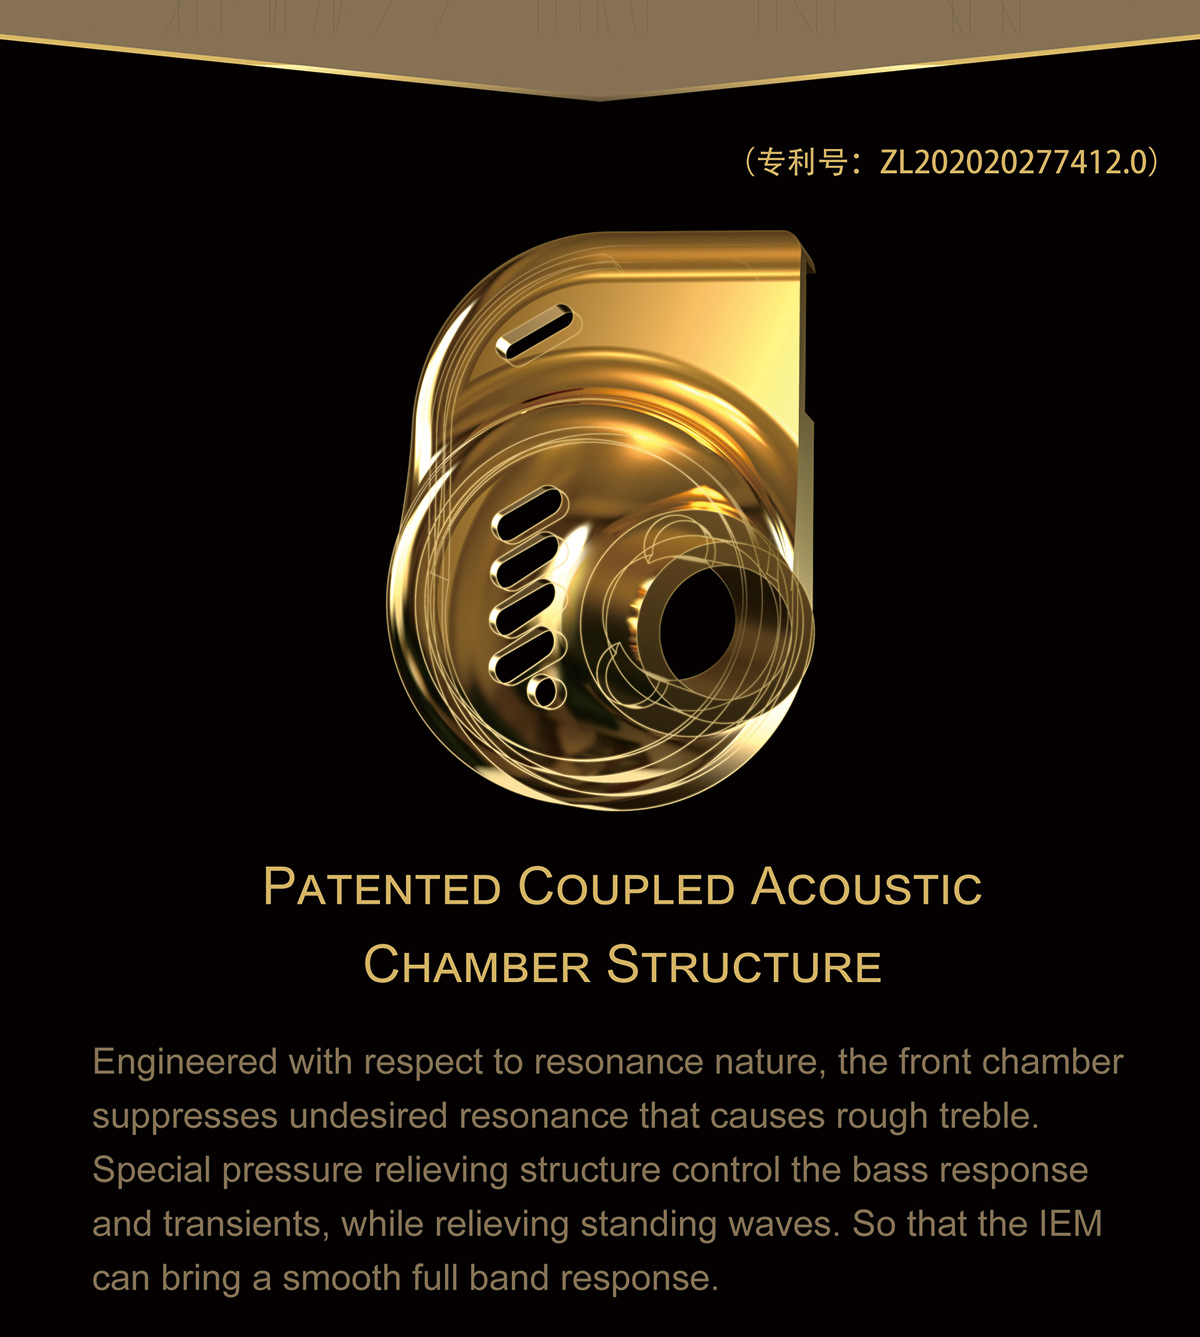 （专利号：ZL202020277412.0）
Patented Coupled Acoustic
Chamber Structure
Engineered with respect to resonance nature, the front chamber
suppresses undesired resonance that causes rough treble.
Special pressure relieving structure control the bass response
and transients, while relieving standing waves. So that the IEM
can bring a smooth full band response.